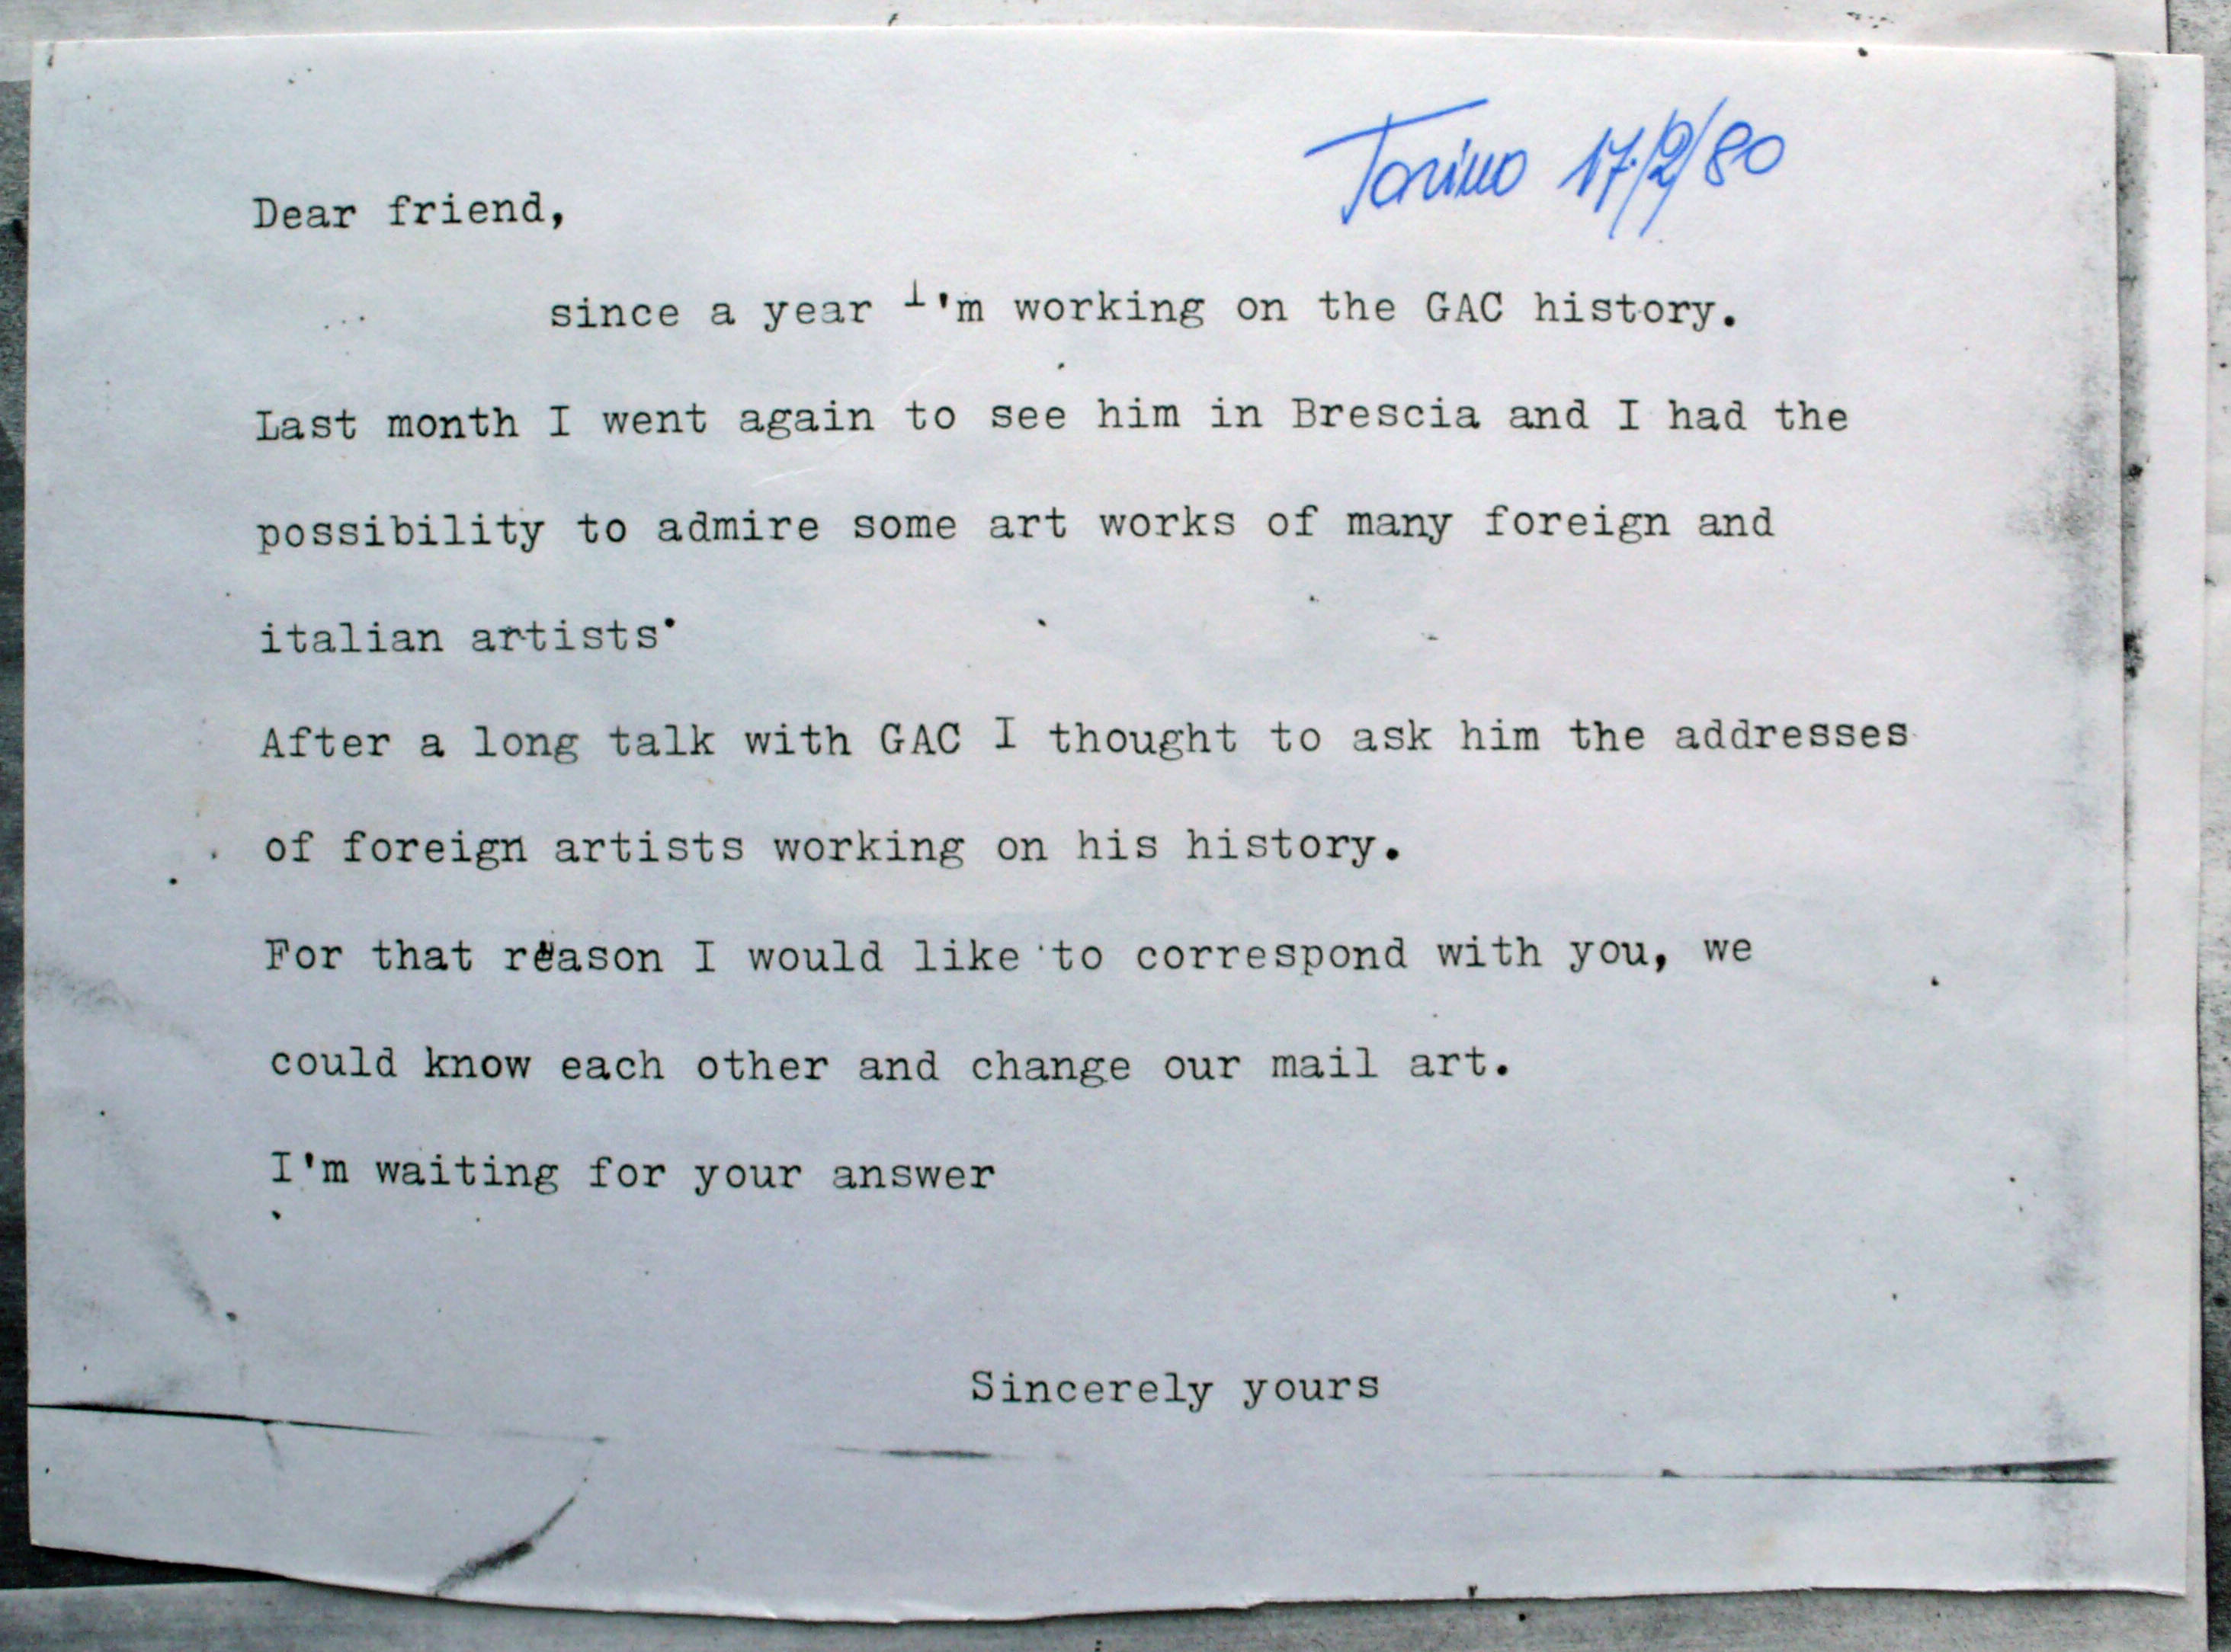 Torino 17/2/80
Dear friend,
since a year I'm working on the GAC history.
Last month I went again to see him in Brescia and I had the
possibility to admire some art works of many foreign and
italian artists.
After a long talk with GAC I thought to ask him the addresses
of foreign artists working on his history.
For that reason I would like to correspond with you, we
could know each other and change our mail art.
I'm waiting for your answer
Sincerely yours